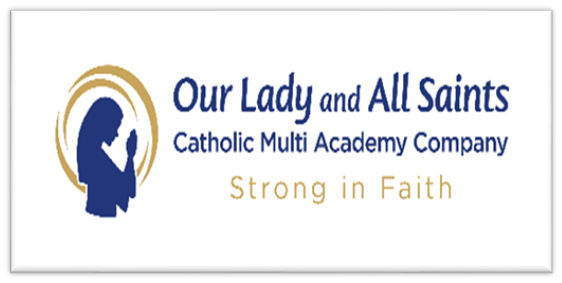 Our Lady and All Saints
Catholic Multi Academy Company
Strong in Faith